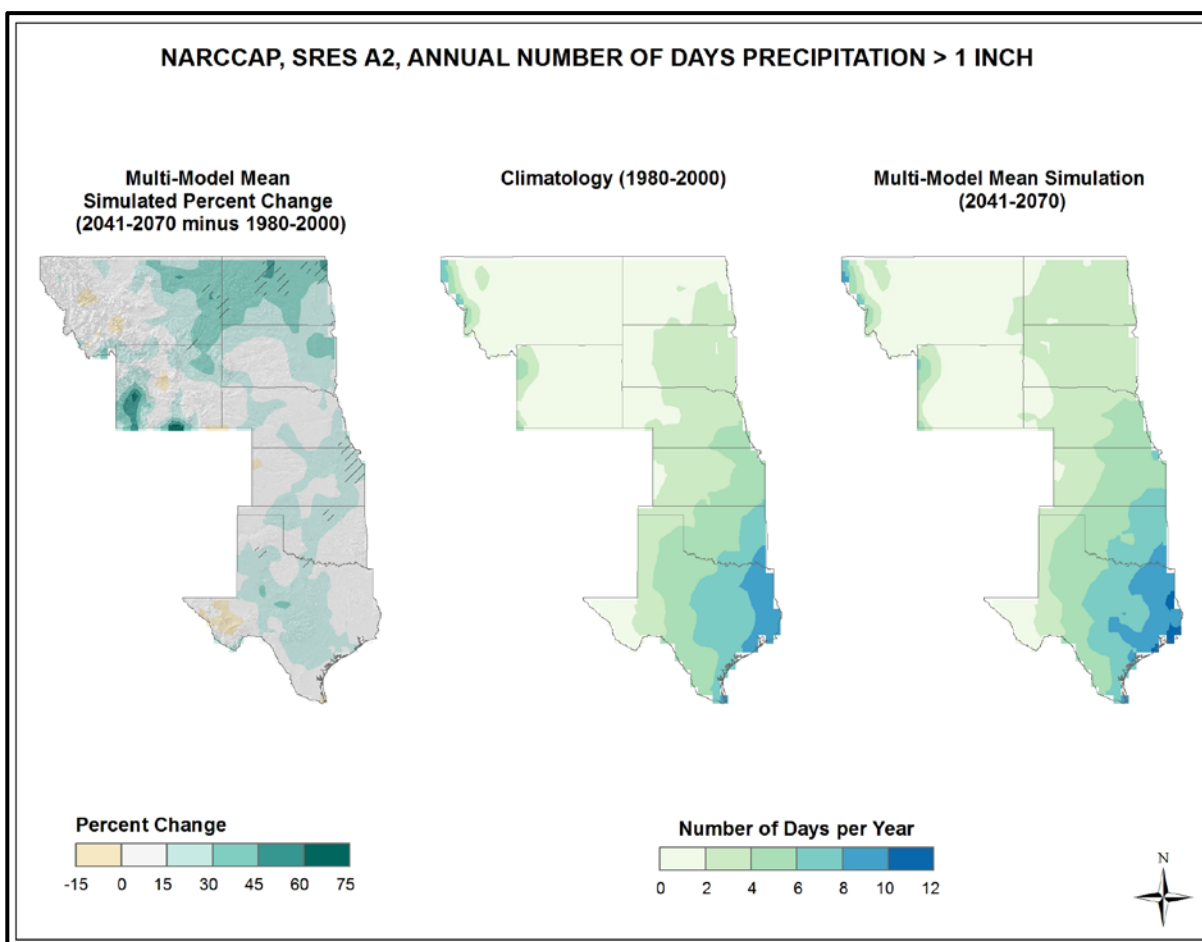 NARCCAP, SRES A2, ANNUAL NUMBER OF DAYS PRECIPITATION > 1 INCH
Multi-Model Mean
Simulated Percent Change
(2041-2070 minus 1980-2000)
Climatology (1980-2000)
Multi-Model Mean Simulation
(2041-2070)
Percent Change
-15 0 15 30 45 60 75
Number of Days per Year
0 2 4 6 8 10 12
N